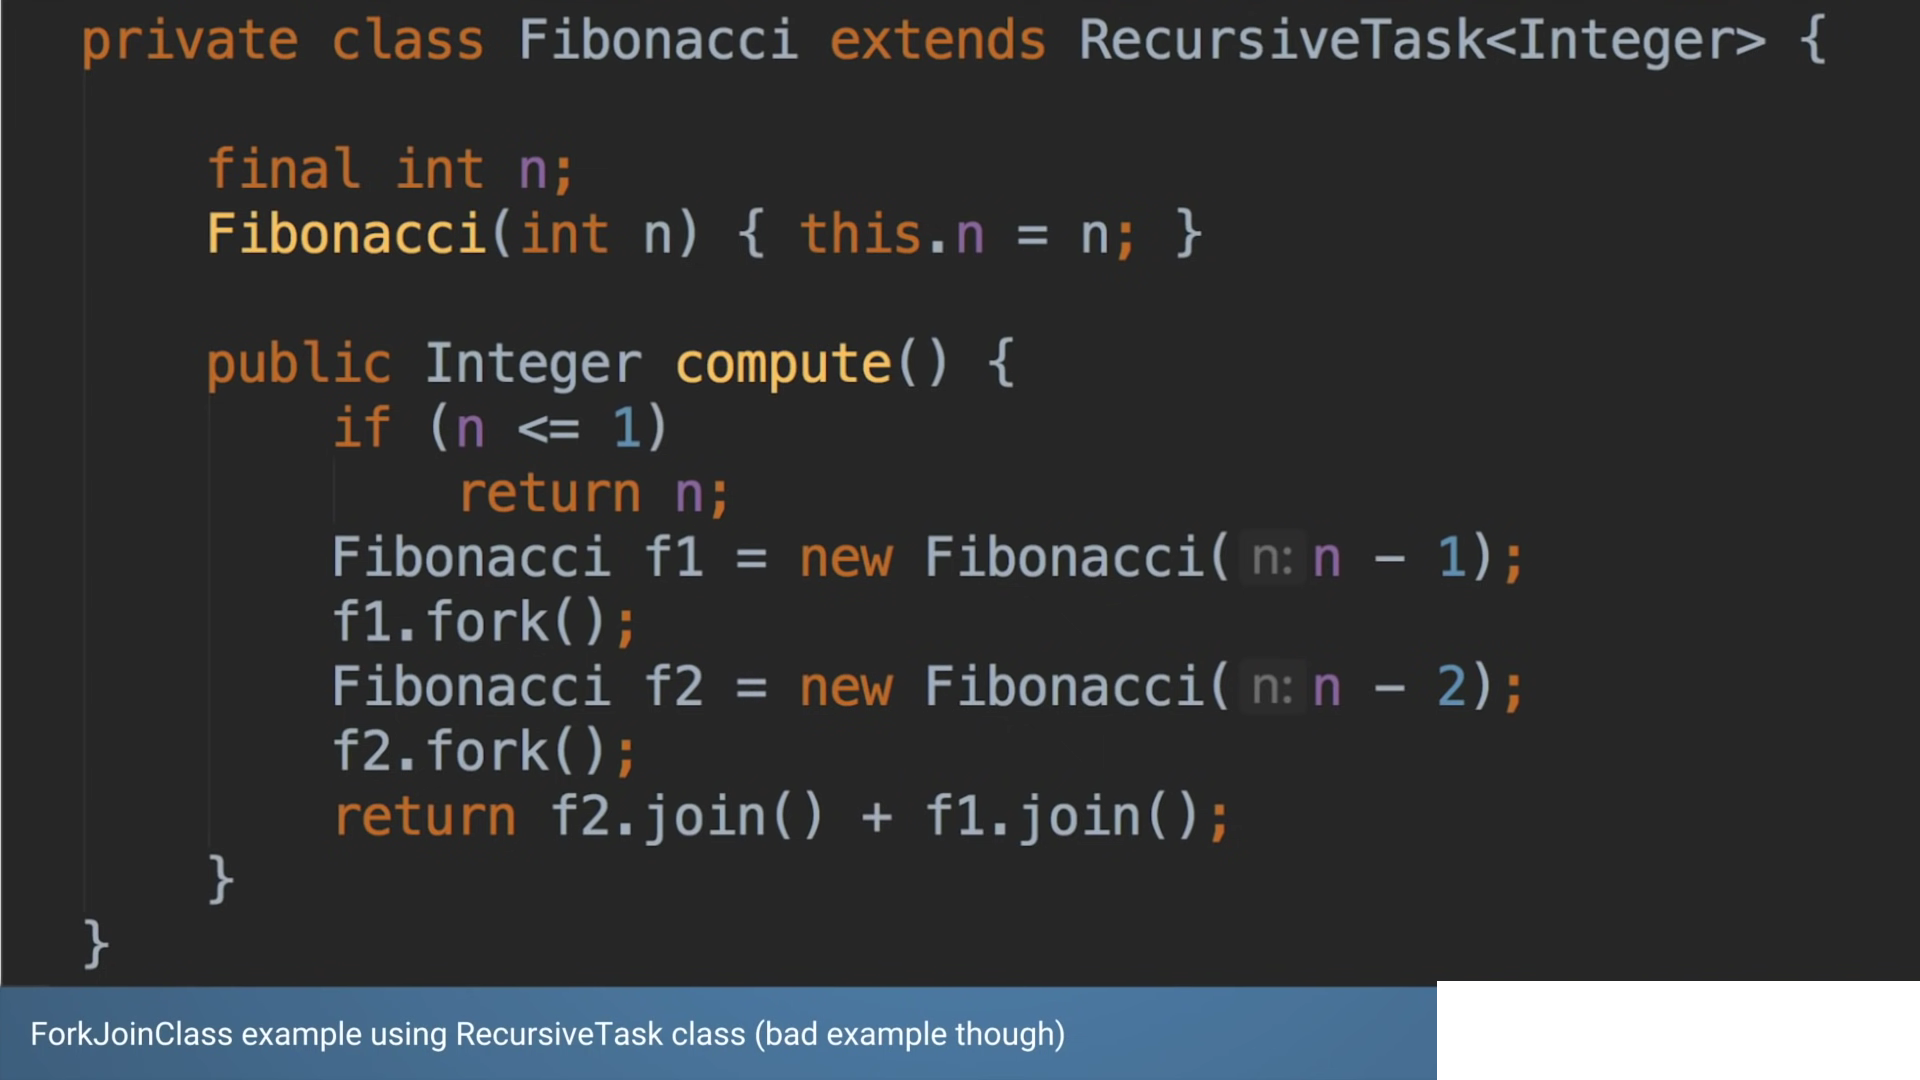 private class Fibonacci extends RecursiveTask<Integer> {
final int n;
Fibonacci(int n) { this.n = n; }
public Integer compute() {
if (n <= 1)
return n;
Fibonacci f1 = new Fibonacci( n: n - 1);
f1.fork();
Fibonacci f2 = new Fibonacci( n: n - 2);
f2.fork();
return f2.join() + f1.join();
}
}
ForkJoinClass example using RecursiveTask class (bad example though)